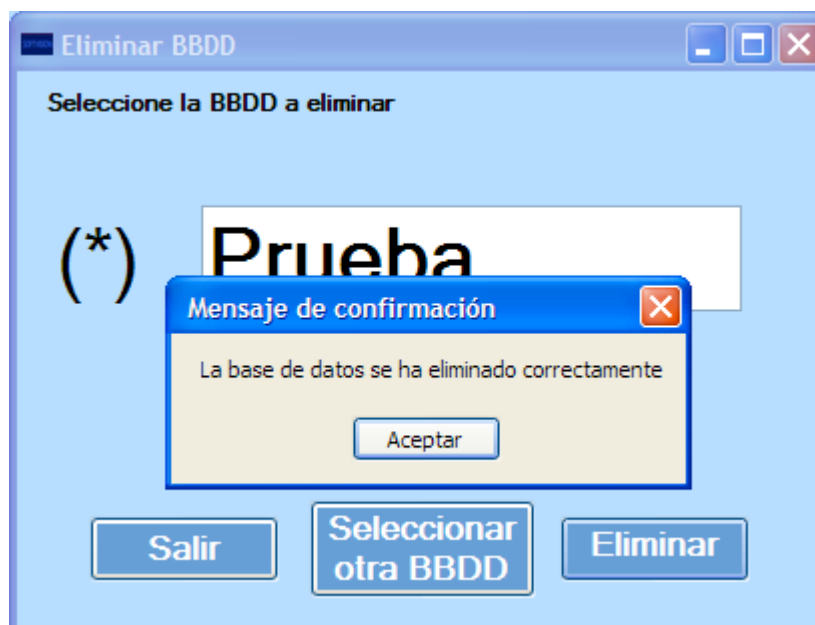 Eliminar BBDD
Seleccione la BBDD a eliminar
(*) Prueba
Mensaje de confirmación
La base de datos se ha eliminado correctamente
Aceptar
Salir
Seleccionar
otra BBDD
Eliminar